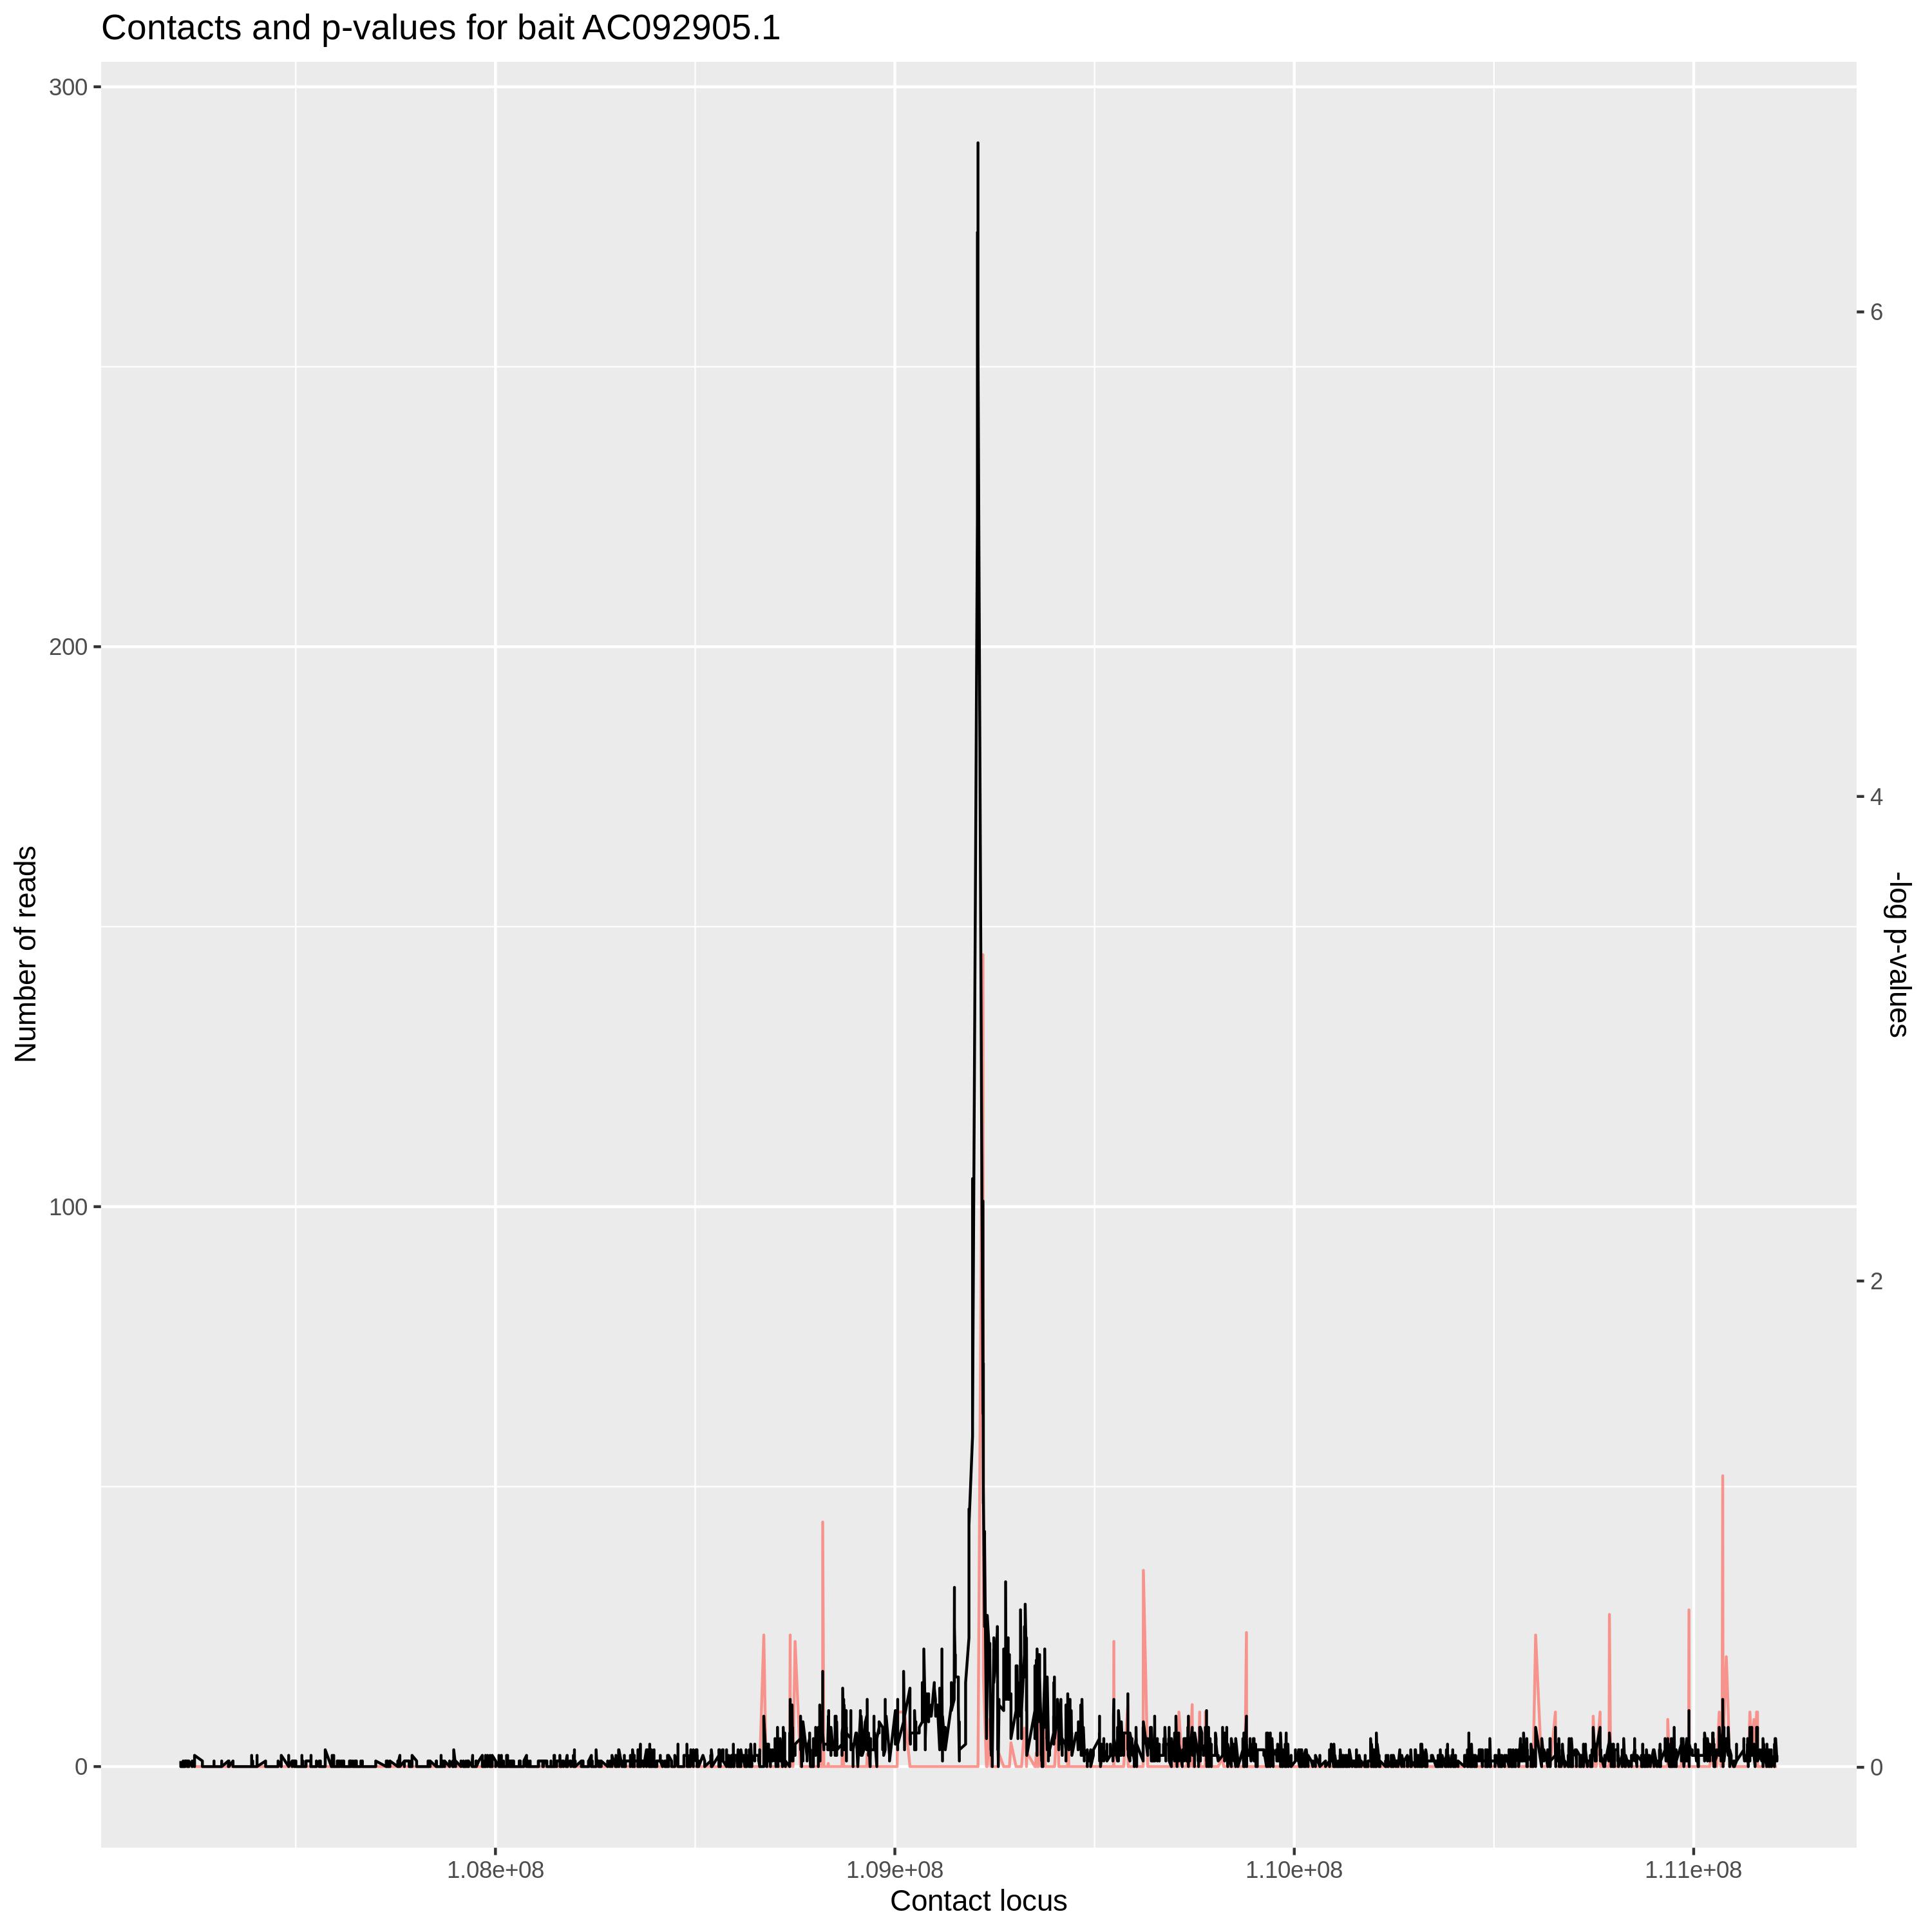 Contacts and p-values for bait AC092905.1
300
200
100
0
Number of reads
6
4
2
0
-log p-values
1.08e+08
1.09e+08
1.10e+08
1.11e+08
Contact locus